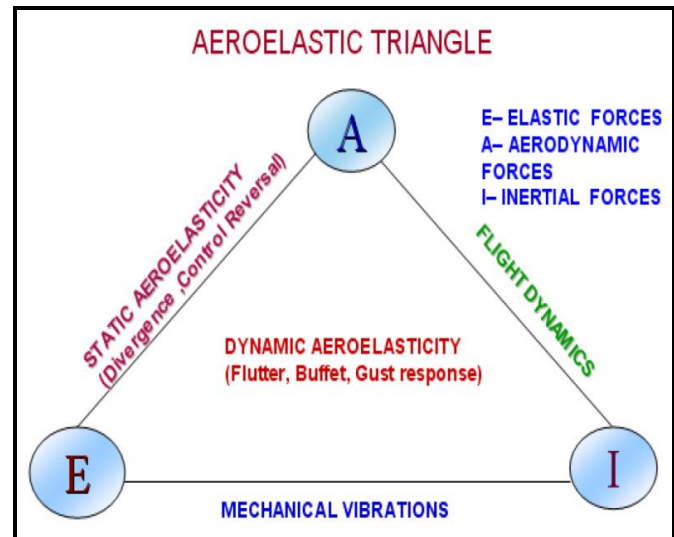 AEROELASTIC TRIANGLE
A
E– ELASTIC FORCES
A– AERODYNAMIC
FORCES
I– INERTIAL FORCES
STATIC AEROELASTICITY
(Divergence ,Control Reversal)
FLIGHT DYNAMICS
DYNAMIC AEROELASTICITY
(Flutter, Buffet, Gust response)
E
I
MECHANICAL VIBRATIONS